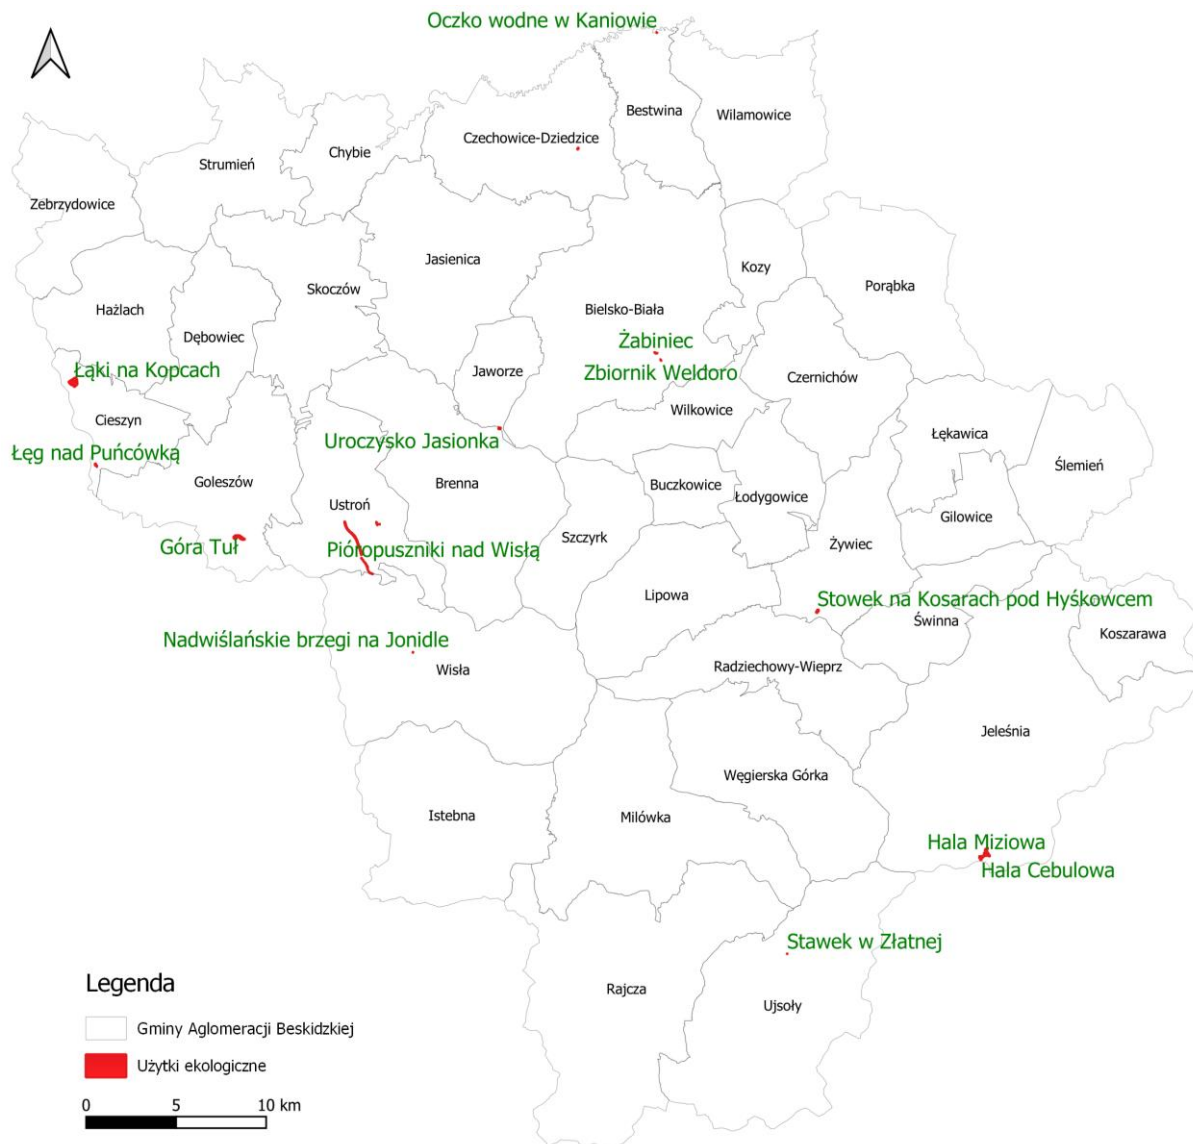 Oczko wodne w Kaniowie
Bestwina
Wilamowice
Czechowice-Dziedzice
Chybie
Strumień
Zebrzydowice
Jasienica
Kozy
Skoczów
Porąbka
Hażlach
Bielsko-Biała
Dębowiec
Żabiniec
Łąki na Kopcach
Jaworze
Zbiornik Weldoro
Czernichów
Wilkowice
Cieszyn
Uroczysko Jasionka
Łękawica
Łęg nad Puńcówką
Ślemień
Goleszów
Brenna
Buczkowice
Łodygowice
Ustroń
Gilowice
Szczyrk
Żywiec
Góra Tuł
Pióropuszniki nad Wisłą
Lipowa
Stowek na Kosarach pod Hyśkowcem
Świnna
Koszarawa
Nadwiślańskie brzegi na Jonidle
Wisła
Radziechowy-Wieprz
Jeleśnia
Węgierska Górka
Istebna
Milówka
Hala Miziowa
Hala Cebulowa
Stawek w Złatnej
Rajcza
Ujsoły
Legenda
Gminy Aglomeracji Beskidzkiej
Użytki ekologiczne
0 5 10 km